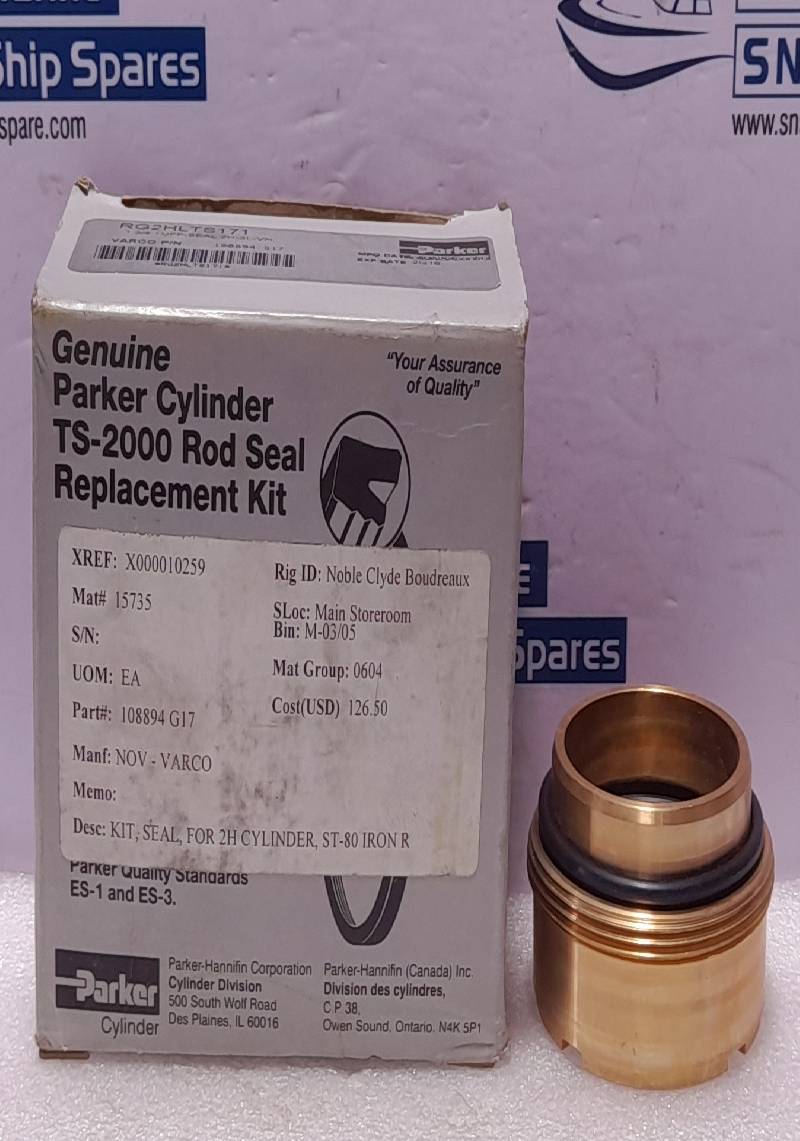 Ship Spares
spare.com
SN
www.sn
RG2HLTS171
VARCO P/N 108894 G17
Parker
Genuine
Parker Cylinder
TS-2000 Rod Seal
Replacement Kit
"Your Assurance
of Quality"
XREF: X000010259
Mat# 15735
S/N:
UOM: EA
Part#: 108894 G17
Manf: NOV - VARCO
Memo:
Desc: KIT, SEAL, FOR 2H CYLINDER, ST-80 IRON R
Rig ID: Noble Clyde Boudreaux
SLoc: Main Storeroom
Bin: M-03/05
Mat Group: 0604
Cost(USD) 126.50
Parker Quality Standards
ES-1 and ES-3.
Parker
Cylinder
Parker-Hannifin Corporation
Cylinder Division
500 South Wolf Road
Des Plaines, IL 60016
Parker-Hannifin (Canada) Inc.
Division des cylindres,
C.P. 38,
Owen Sound, Ontario, N4K 5P1
E
Spares